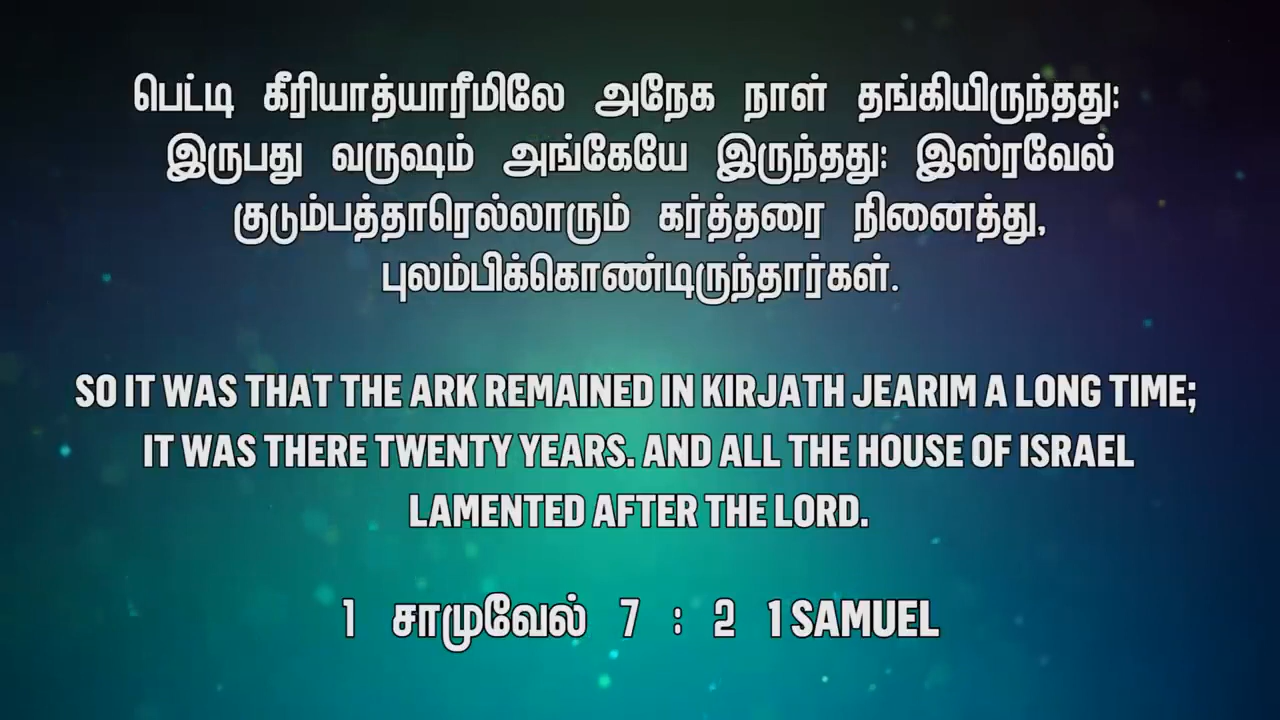 பெட்டி கீரியாத்யாரீமிலே அநேக நாள் தங்கியிருந்தது:
இருபது வருஷம் அங்கேயே இருந்தது: இஸ்ரவேல்
குடும்பத்தாரெல்லாரும் கர்த்தரை நினைத்து,
புலம்பிக்கொண்டிருந்தார்கள்.
SO IT WAS THAT THE ARK REMAINED IN KIRJATH JEARIM A LONG TIME;
IT WAS THERE TWENTY YEARS. AND ALL THE HOUSE OF ISRAEL
LAMENTED AFTER THE LORD.
1 சாமுவேல் 7 : 2 1 SAMUEL